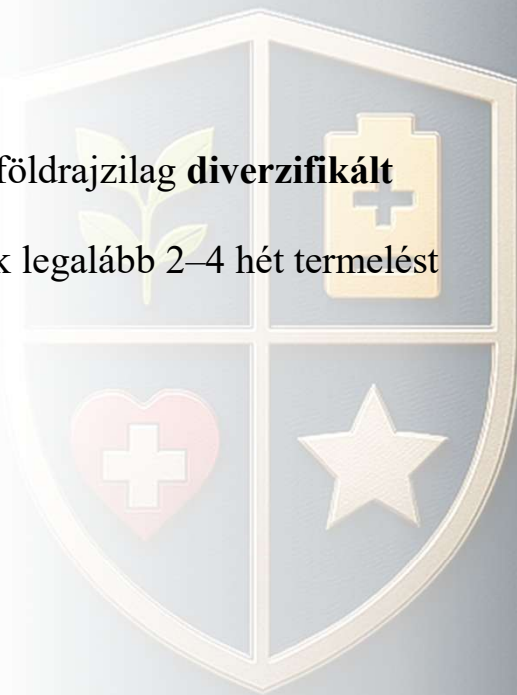 földrajzilag diverzifikált
k legalább 2–4 hét termelést